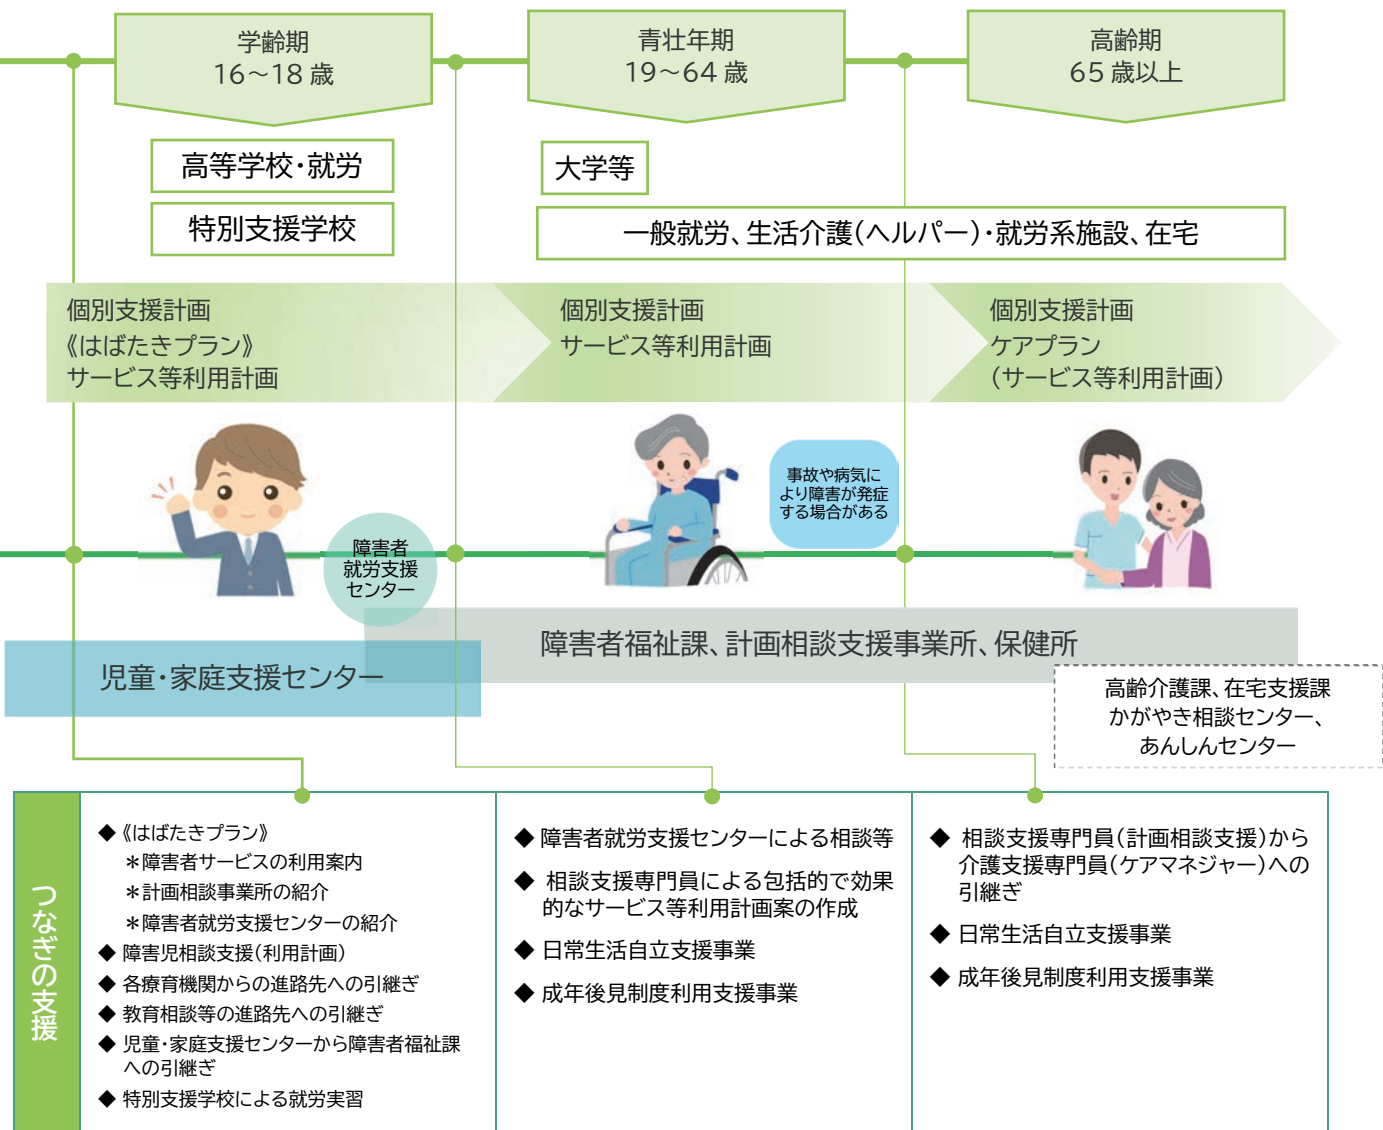 学齢期
16～18 歳
青壮年期
19～64 歳
高齢期
65 歳以上
高等学校・就労
特別支援学校
大学等
一般就労、生活介護（ヘルパー）・就労系施設、在宅
個別支援計画
《はばたきプラン》
サービス等利用計画
個別支援計画
サービス等利用計画
個別支援計画
ケアプラン
（サービス等利用計画）
事故や病気に
より障害が発症
する場合がある
障害者
就労支援
センター
障害者福祉課、計画相談支援事業所、保健所
児童・家庭支援センター
高齢介護課、在宅支援課
かがやき相談センター、
あんしんセンター
つなぎの支援
◆ 《はばたきプラン》
＊障害者サービスの利用案内
＊計画相談事業所の紹介
＊障害者就労支援センターの紹介
◆ 障害児相談支援（利用計画）
◆ 各療育機関からの進路先への引継ぎ
◆ 教育相談等の進路先への引継ぎ
◆ 児童・家庭支援センターから障害者福祉課
への引継ぎ
◆ 特別支援学校による就労実習
◆ 障害者就労支援センターによる相談等
◆ 相談支援専門員による包括的で効果
的なサービス等利用計画案の作成
◆ 日常生活自立支援事業
◆ 成年後見制度利用支援事業
◆ 相談支援専門員（計画相談支援）から
介護支援専門員（ケアマネジャー）への
引継ぎ
◆ 日常生活自立支援事業
◆ 成年後見制度利用支援事業